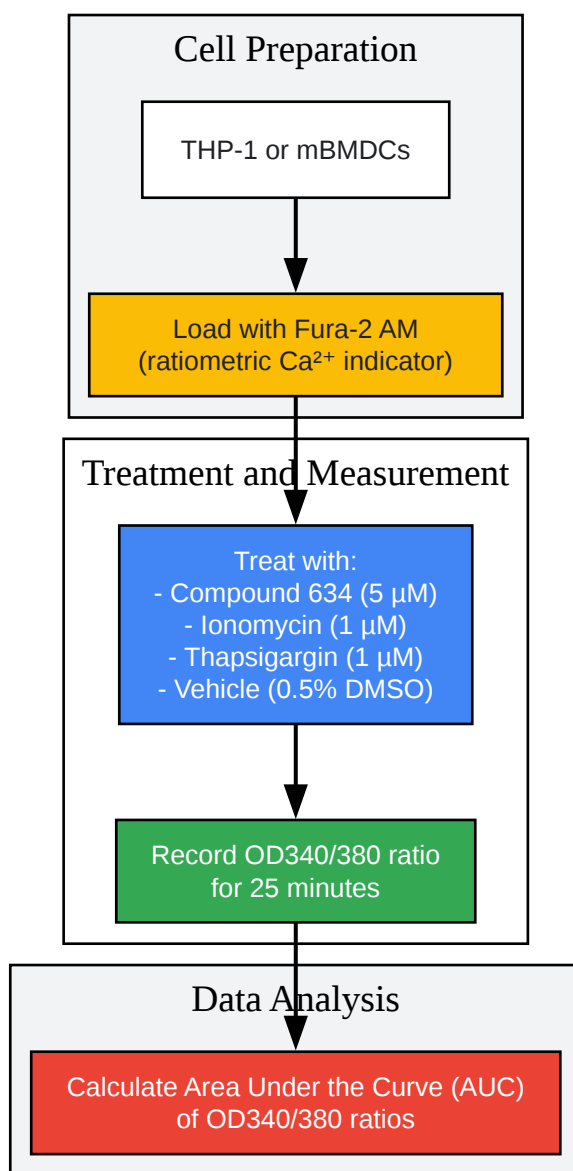 Cell Preparation
THP-1 or mBMDCs
Load with Fura-2 AM
(ratiometric Ca²⁺ indicator)
Treatment and Measurement
Treat with:
- Compound 634 (5 µM)
- Ionomycin (1 µM)
- Thapsigargin (1 µM)
- Vehicle (0.5% DMSO)
Record OD340/380 ratio
for 25 minutes
Data Analysis
Calculate Area Under the Curve (AUC)
of OD340/380 ratios